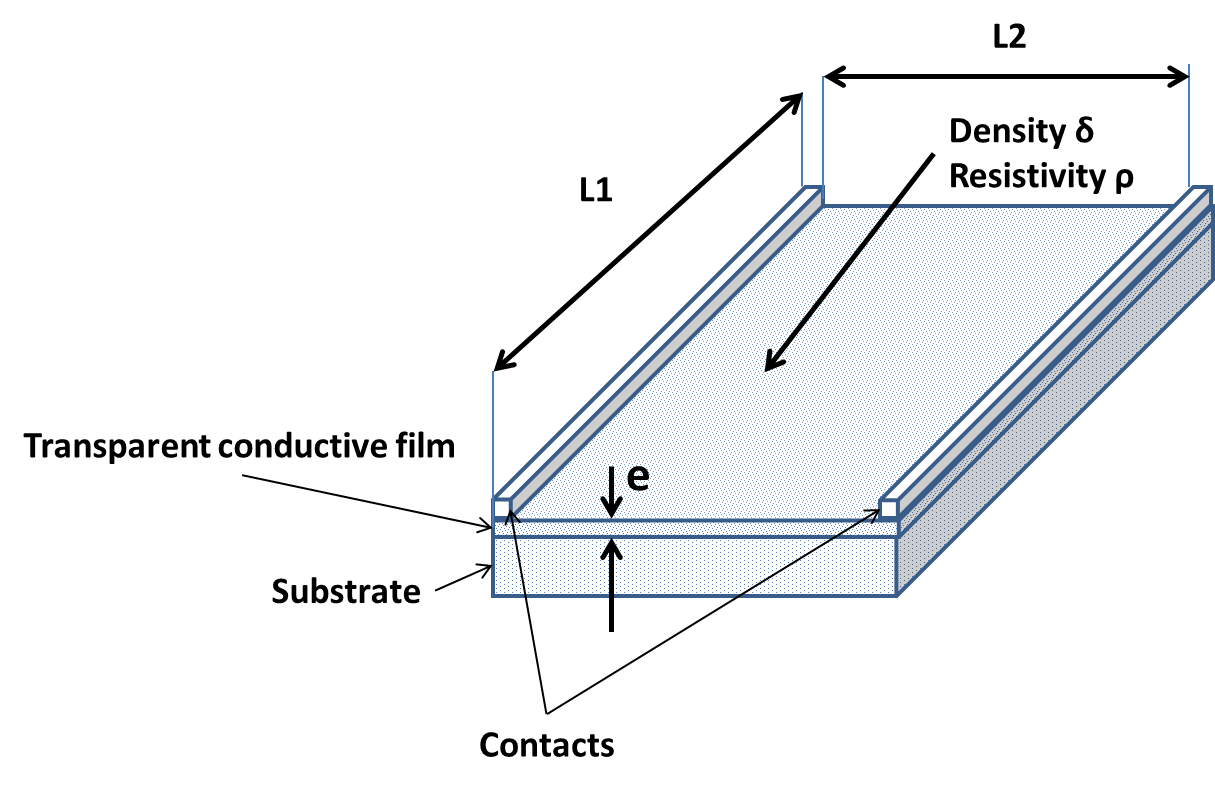 L2
Density δ
Resistivity ρ
L1
Transparent conductive film
e
Substrate
Contacts